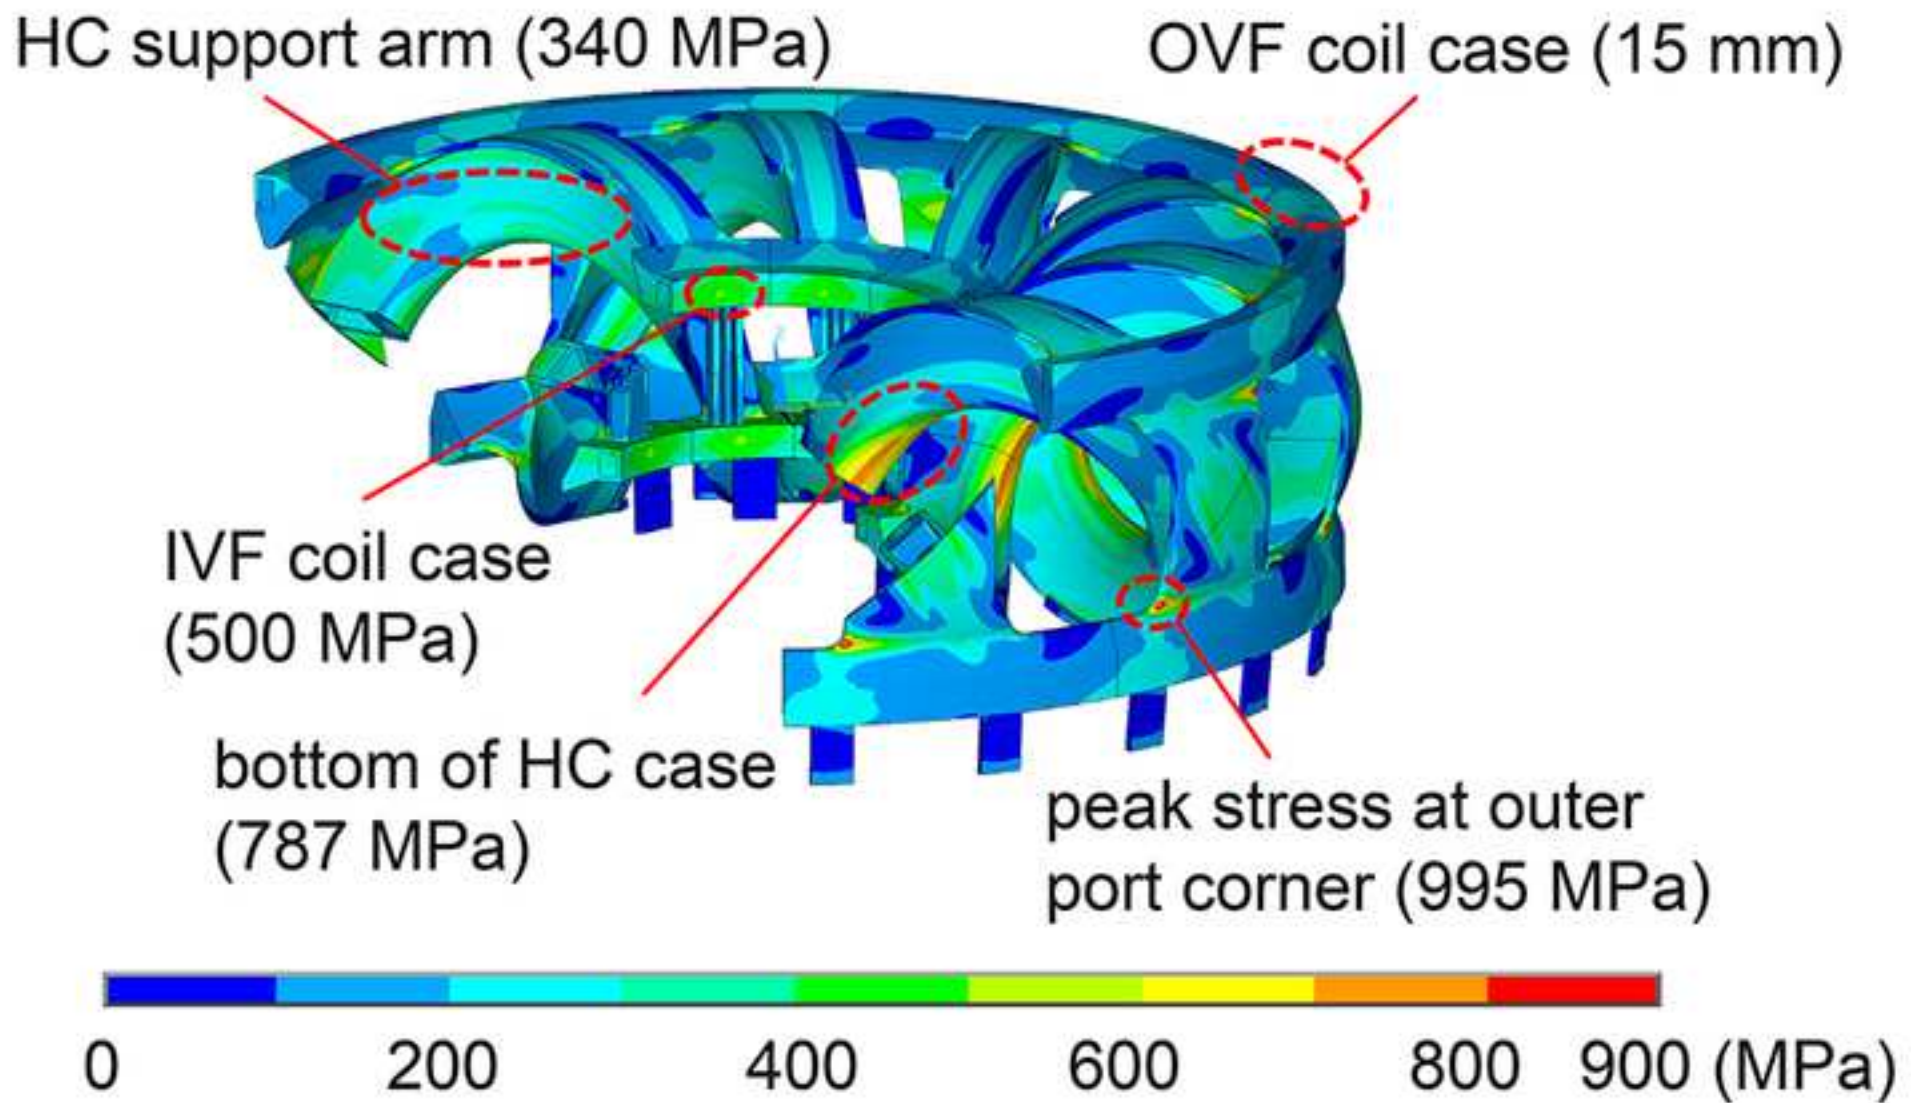 HC support arm (340 MPa)
OVF coil case (15 mm)
IVF coil case
(500 MPa)
bottom of HC case
(787 MPa)
peak stress at outer
port corner (995 MPa)
0 200 400 600 800 900 (MPa)